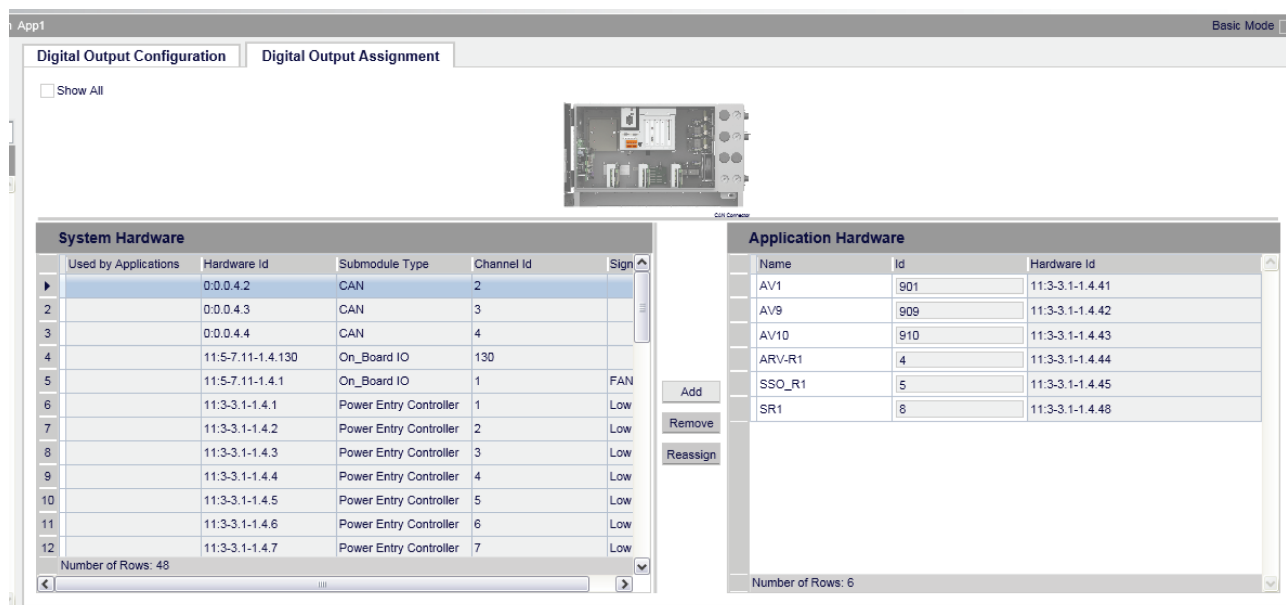 App1
Basic Mode
Digital Output Configuration Digital Output Assignment
Show All
CAN Connector
System Hardware
Used by Applications Hardware Id Submodule Type Channel Id Sign
0:0.0.4.2 CAN 2
2 0:0.0.4.3 CAN 3
3 0:0.0.4.4 CAN 4
4 11:5-7.11-1.4.130 On_Board IO 130
5 11:5-7.11-1.4.1 On_Board IO 1 FAN
6 11:3-3.1-1.4.1 Power Entry Controller 1 Low
7 11:3-3.1-1.4.2 Power Entry Controller 2 Low
8 11:3-3.1-1.4.3 Power Entry Controller 3 Low
9 11:3-3.1-1.4.4 Power Entry Controller 4 Low
10 11:3-3.1-1.4.5 Power Entry Controller 5 Low
11 11:3-3.1-1.4.6 Power Entry Controller 6 Low
12 11:3-3.1-1.4.7 Power Entry Controller 7 Low
Number of Rows: 48
Add
Remove
Reassign
Application Hardware
Name Id Hardware Id
AV1 901 11:3-3.1-1.4.41
AV9 909 11:3-3.1-1.4.42
AV10 910 11:3-3.1-1.4.43
ARV-R1 4 11:3-3.1-1.4.44
SSO_R1 5 11:3-3.1-1.4.45
SR1 8 11:3-3.1-1.4.48
Number of Rows: 6